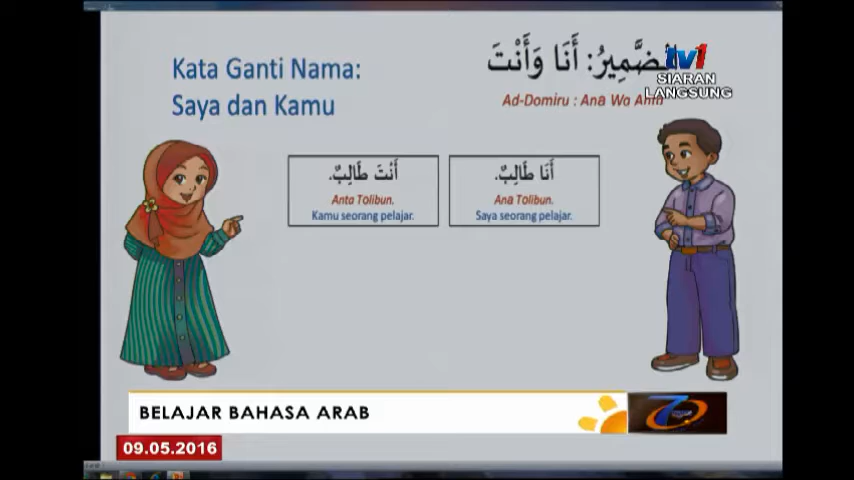 Kata Ganti Nama:
Saya dan Kamu
الضَّمِيرُ: أَنَا وَأَنْتَ
Ad-Domiru : Ana Wa Anta
tv1
SIARAN
LANGSUNG
أَنْتَ طَالِبٌ.
Anta Tolibun.
Kamu seorang pelajar.
أَنَا طَالِبٌ.
Ana Tolibun.
Saya seorang pelajar.
BELAJAR BAHASA ARAB
7
09.05.2016